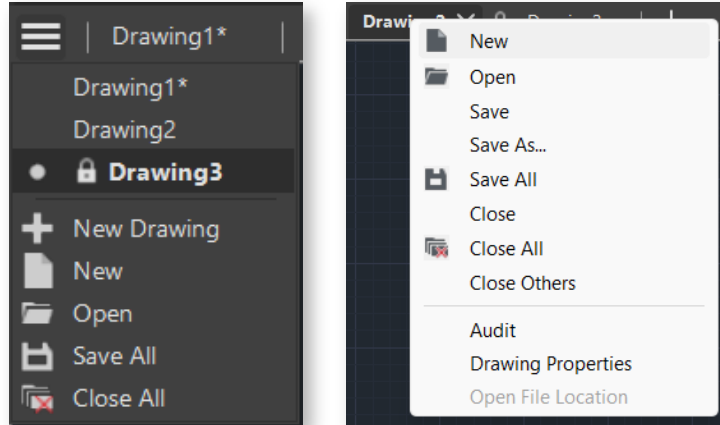 Drawing1*
Drawing1*
Drawing2
Drawing3
New Drawing
New
Open
Save All
Close All
New
Open
Save
Save As...
Save All
Close
Close All
Close Others
Audit
Drawing Properties
Open File Location